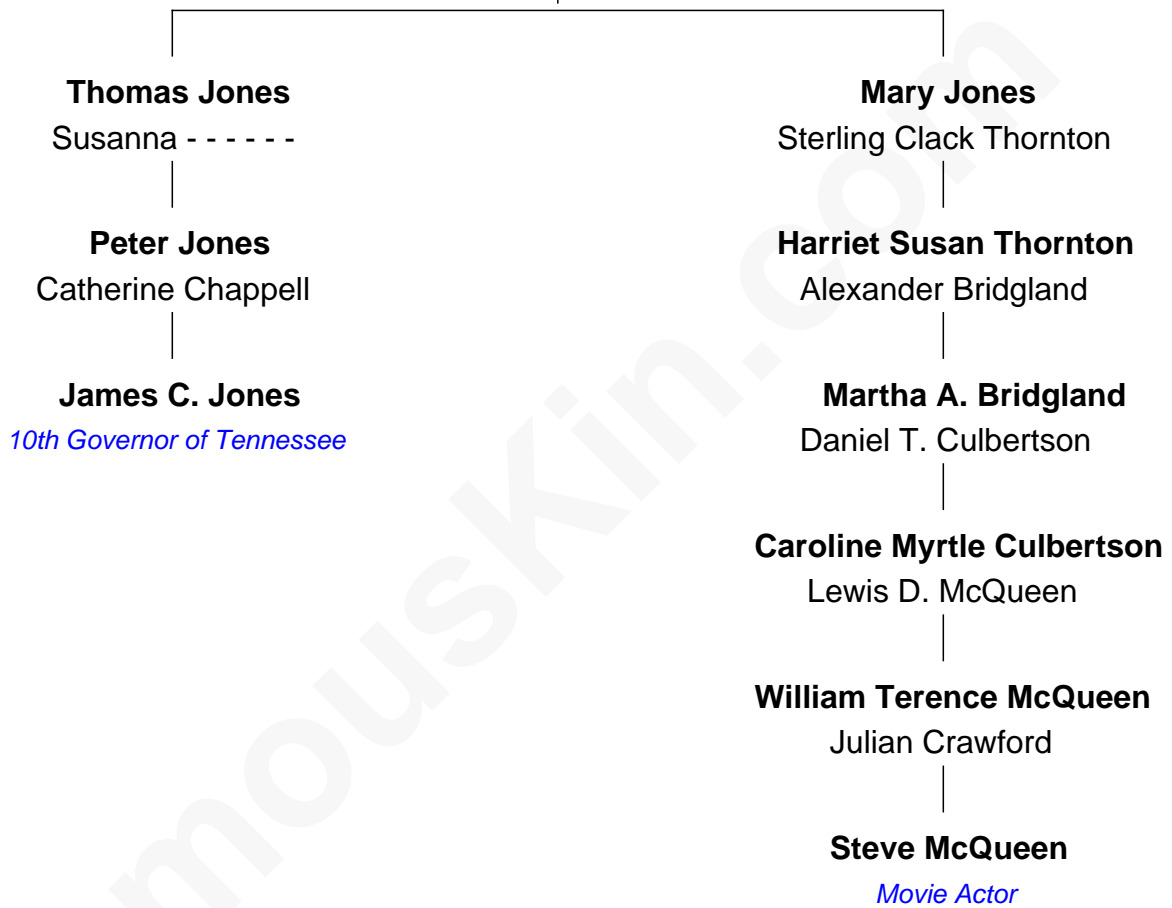 Thomas Jones
Susanna - - - - - -
Peter Jones
Catherine Chappell
James C. Jones
10th Governor of Tennessee
Mary Jones
Sterling Clack Thornton
Harriet Susan Thornton
Alexander Bridgland
Martha A. Bridgland
Daniel T. Culbertson
Caroline Myrtle Culbertson
Lewis D. McQueen
William Terence McQueen
Julian Crawford
Steve McQueen
Movie Actor
mousKin.com